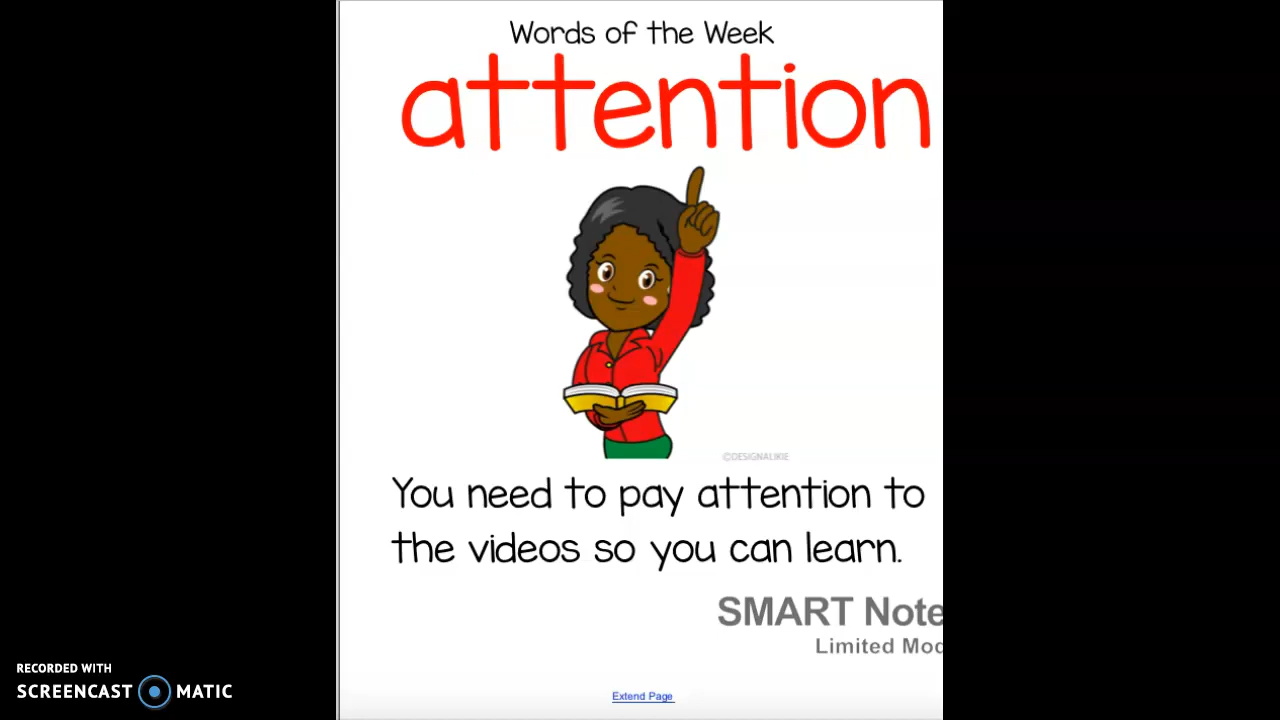 Words of the Week
attention
©DESIGNALIKIE
You need to pay attention to
the videos so you can learn.
SMART Note
Limited Mod
Extend Page
RECORDED WITH
SCREENCAST MATIC